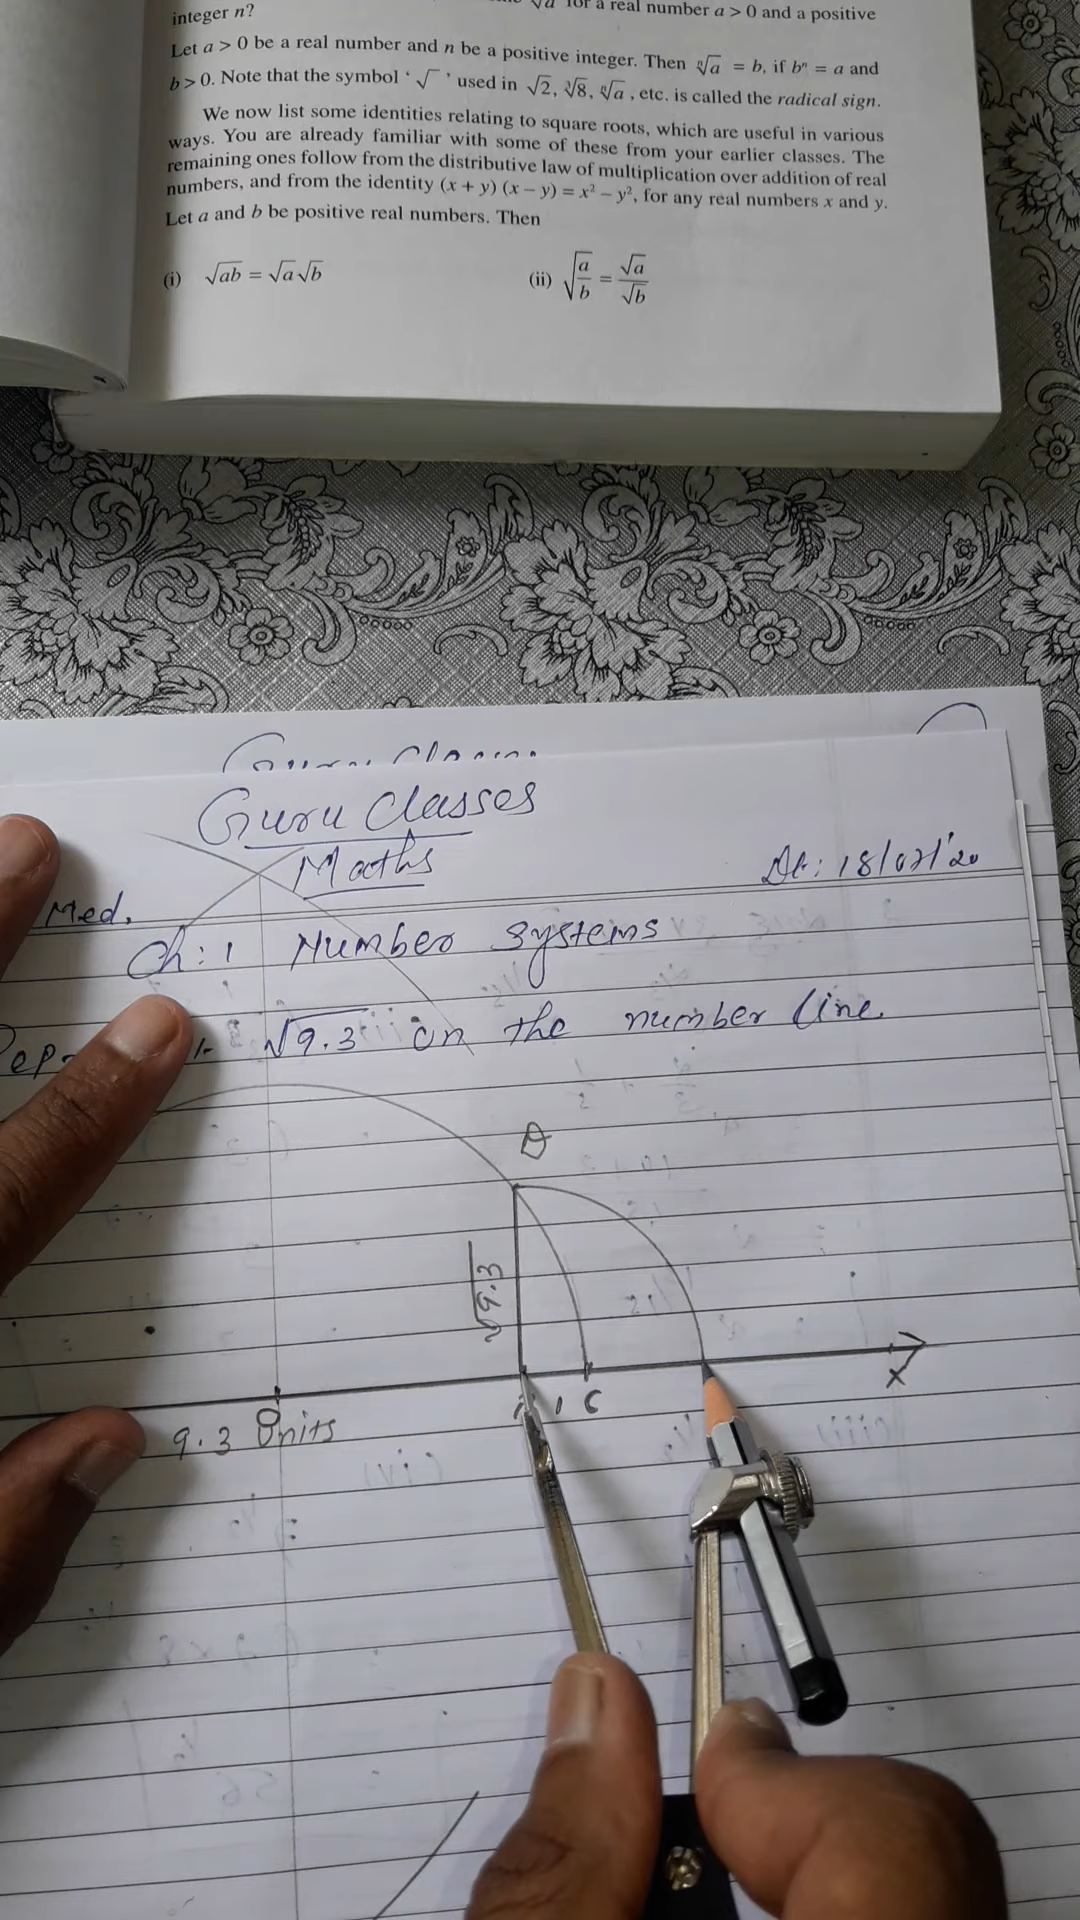 for a real number a > 0 and a positive
integer n?
Let a > 0 be a real number and n be a positive integer. Then ⁿ√a = b, if bⁿ = a and
b > 0. Note that the symbol ‘√ ’ used in √2, ³√8, ⁿ√a, etc. is called the radical sign.
We now list some identities relating to square roots, which are useful in various
ways. You are already familiar with some of these from your earlier classes. The
remaining ones follow from the distributive law of multiplication over addition of real
numbers, and from the identity (x + y) (x – y) = x² – y², for any real numbers x and y.
Let a and b be positive real numbers. Then
(i) √ab = √a√b (ii) √(a/b) = √a/√b
Guru Classes
Guru Classes
Maths
Dt: 18/07/'20
Med.
Ch: 1 Number Systems
√9.3 on the number line.
D
√9.3
X
9.3 Units
1 C